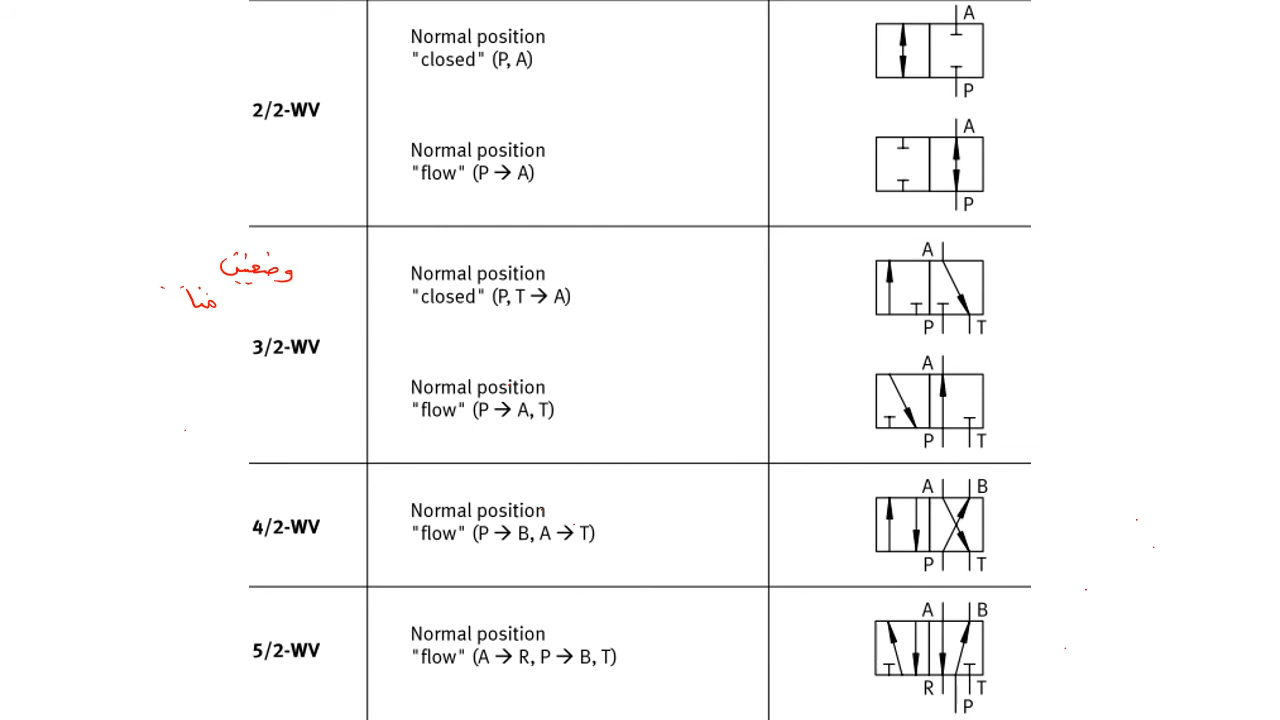 A
Normal position
"closed" (P, A)
P
2/2-WV
A
Normal position
"flow" (P → A)
P
وضعيتين
A
Normal position
"closed" (P, T → A)
P T
3/2-WV
A
Normal position
"flow" (P → A, T)
P T
A B
Normal position
4/2-WV
"flow" (P → B, A → T)
P T
A B
Normal position
5/2-WV
"flow" (A → R, P → B, T)
R T
P